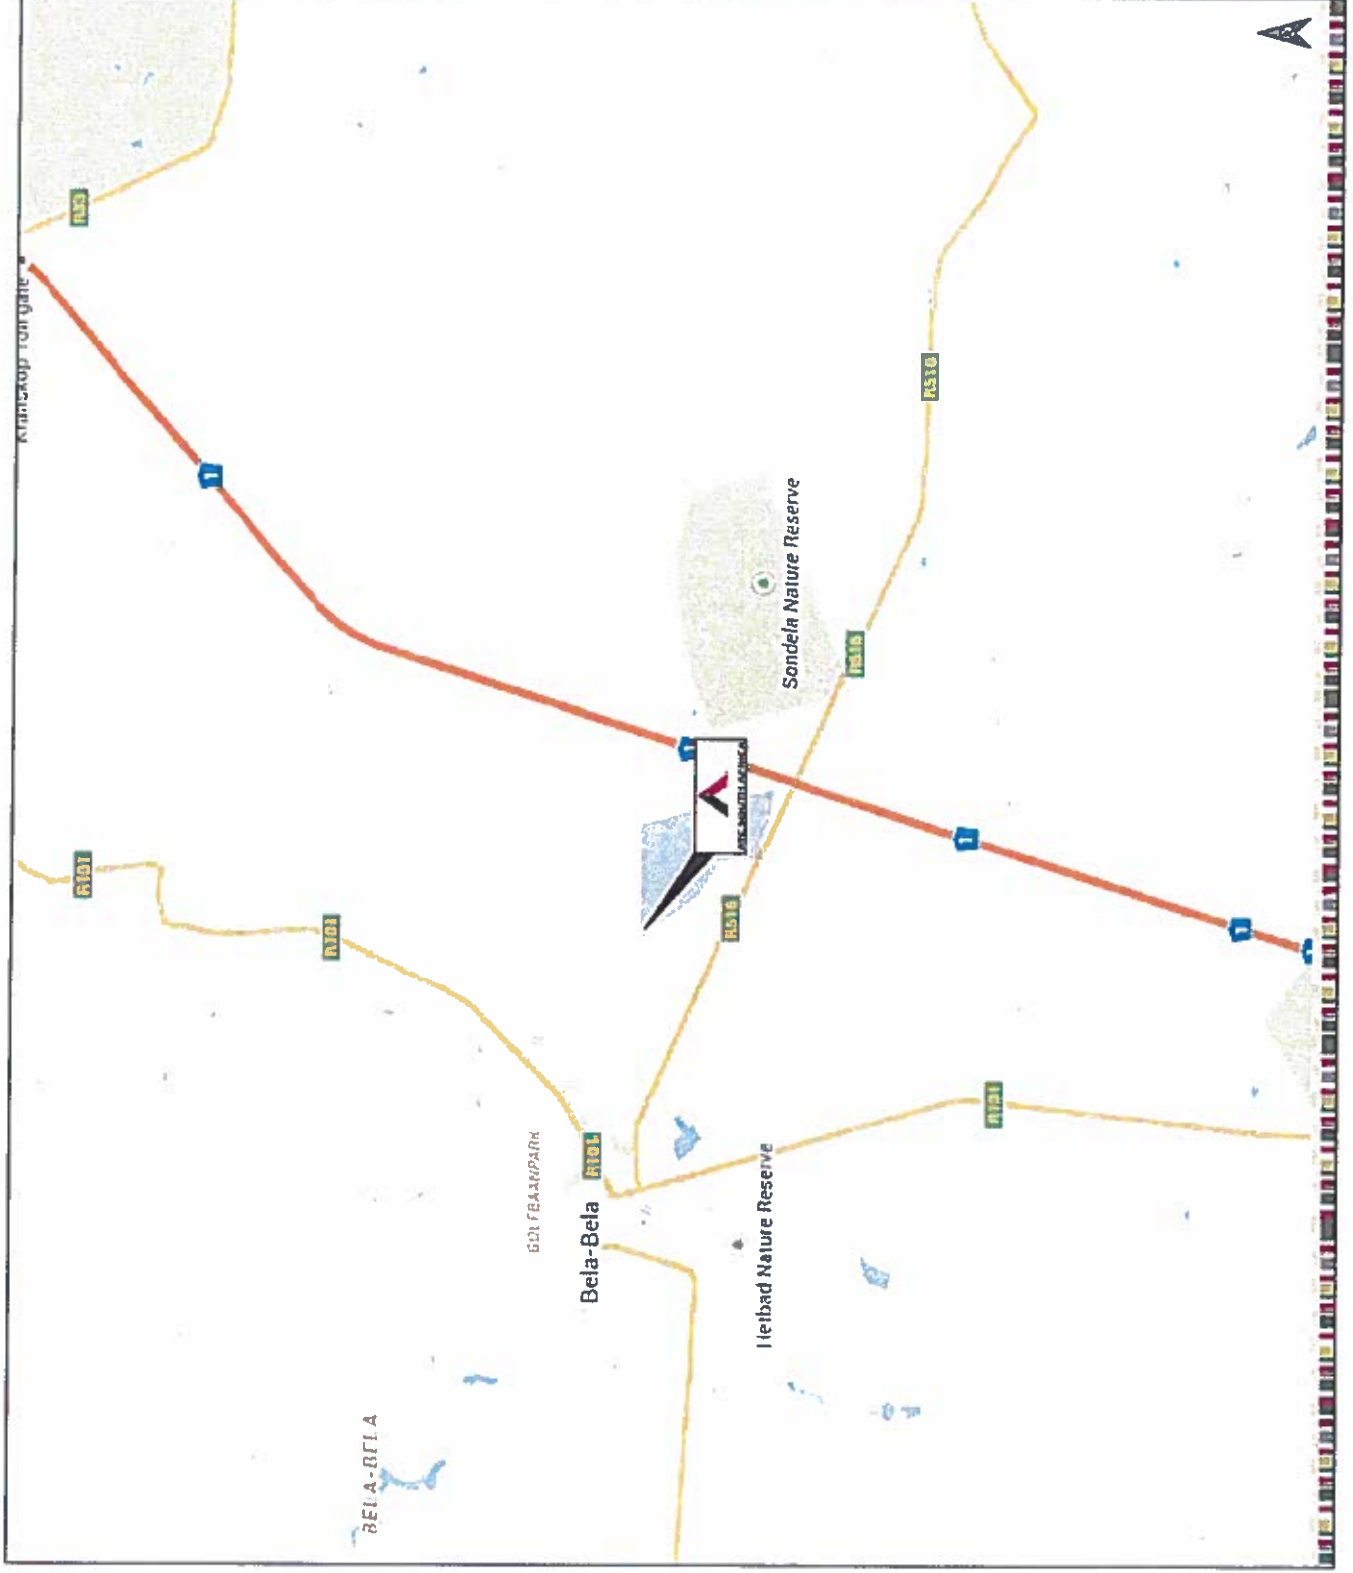 Kranskop Toll gate
R33
1
R101
R101
R516
Sondela Nature Reserve
R516
1
R516
1
1
GOLFBAANPARK
R101
Bela-Bela
R101
Hetbad Nature Reserve
BELA-BELA